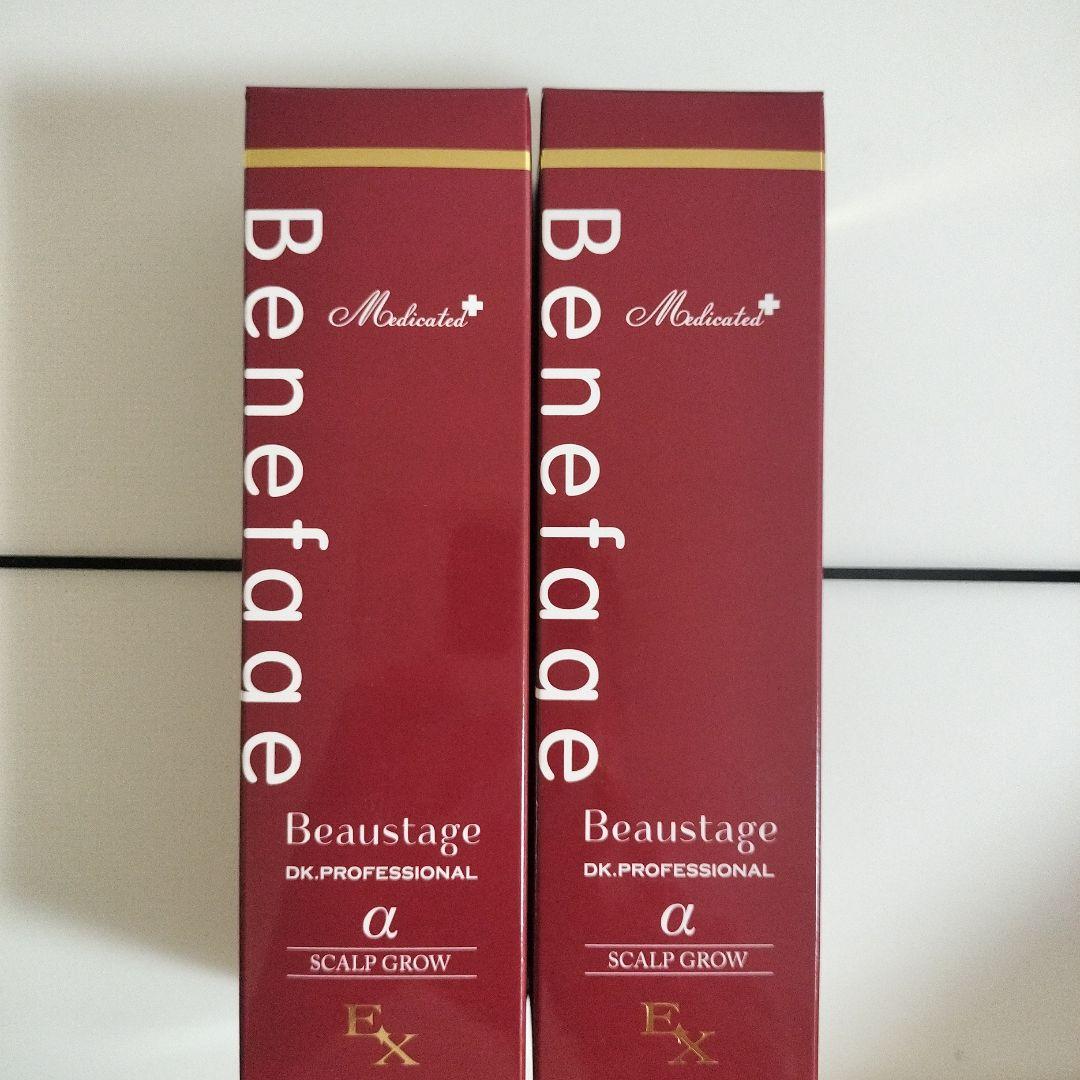 Benefage
Medicated
Beaustage
DK.PROFESSIONAL
α
SCALP GROW
EX
Benefage
Medicated
Beaustage
DK.PROFESSIONAL
α
SCALP GROW
EX